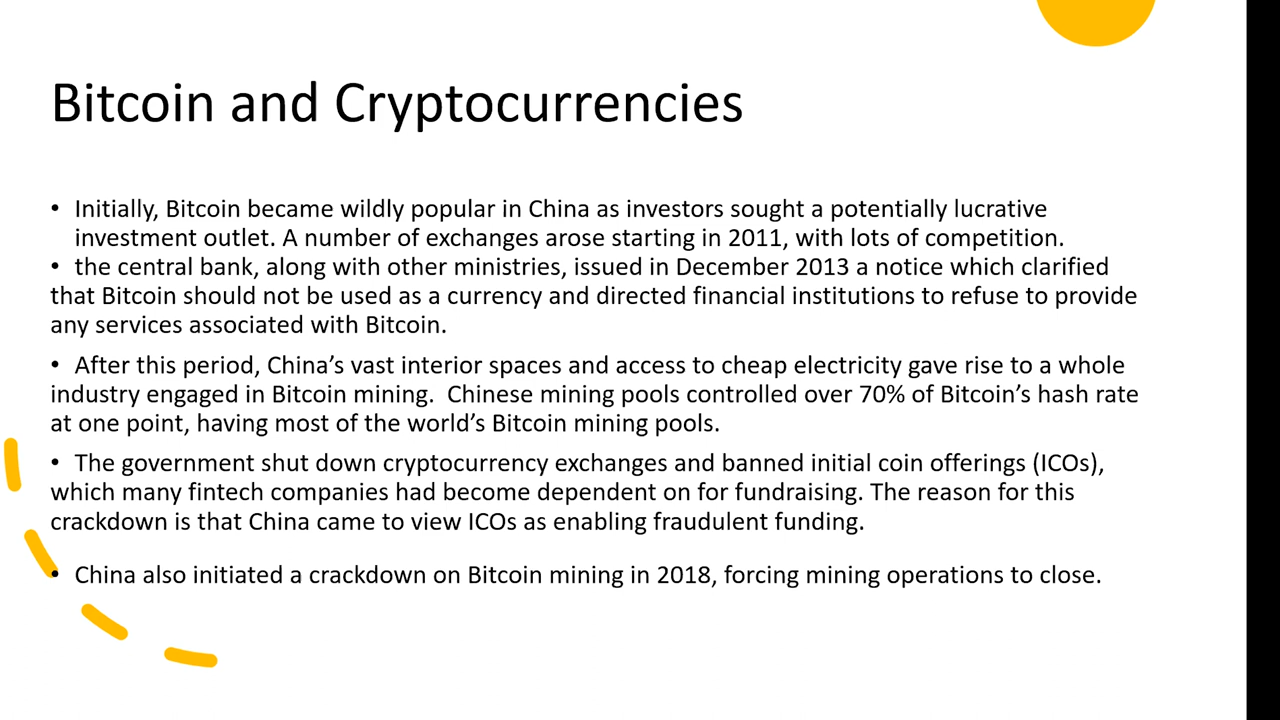 Bitcoin and Cryptocurrencies
• Initially, Bitcoin became wildly popular in China as investors sought a potentially lucrative
investment outlet. A number of exchanges arose starting in 2011, with lots of competition.
• the central bank, along with other ministries, issued in December 2013 a notice which clarified
that Bitcoin should not be used as a currency and directed financial institutions to refuse to provide
any services associated with Bitcoin.
• After this period, China’s vast interior spaces and access to cheap electricity gave rise to a whole
industry engaged in Bitcoin mining.  Chinese mining pools controlled over 70% of Bitcoin’s hash rate
at one point, having most of the world’s Bitcoin mining pools.
• The government shut down cryptocurrency exchanges and banned initial coin offerings (ICOs),
which many fintech companies had become dependent on for fundraising. The reason for this
crackdown is that China came to view ICOs as enabling fraudulent funding.
• China also initiated a crackdown on Bitcoin mining in 2018, forcing mining operations to close.